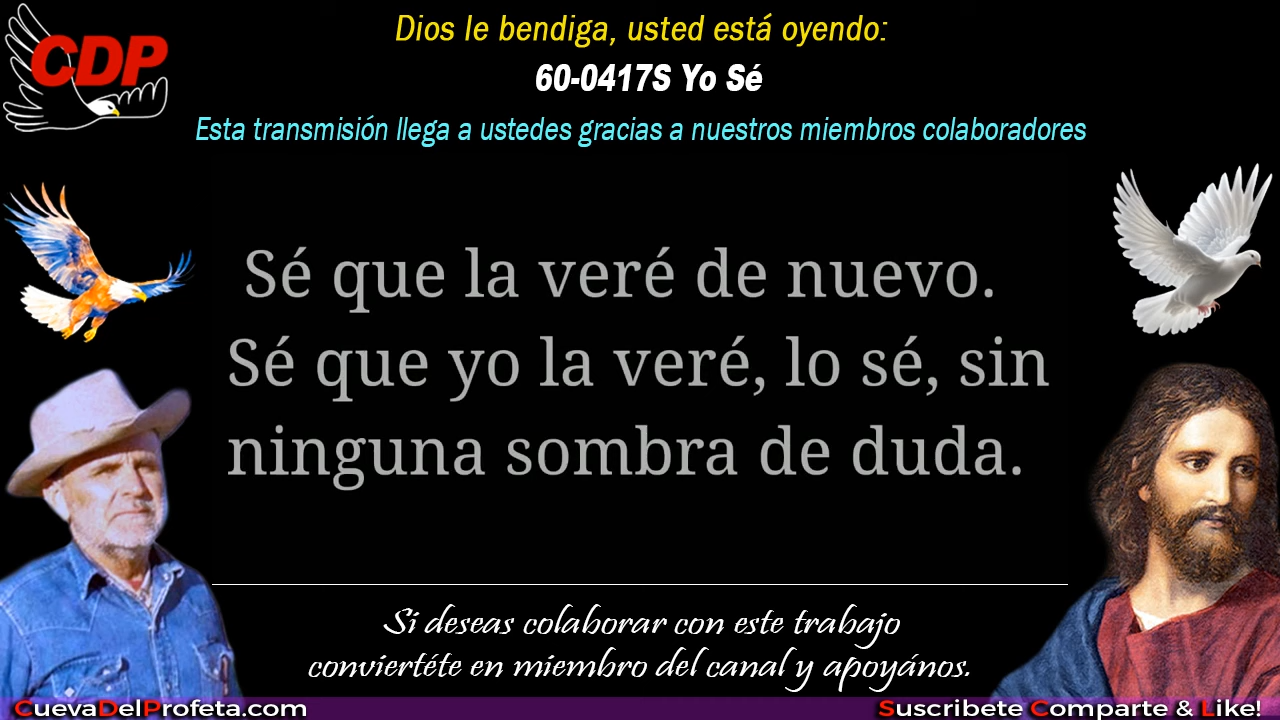 CDP
Dios le bendiga, usted está oyendo:
60-0417S Yo Sé
Esta transmisión llega a ustedes gracias a nuestros miembros colaboradores
Sé que la veré de nuevo.
Sé que yo la veré, lo sé, sin
ninguna sombra de duda.
Si deseas colaborar con este trabajo
conviertéte en miembro del canal y apoyános.
CuevaDelProfeta.com
Suscribete Comparte & Like!